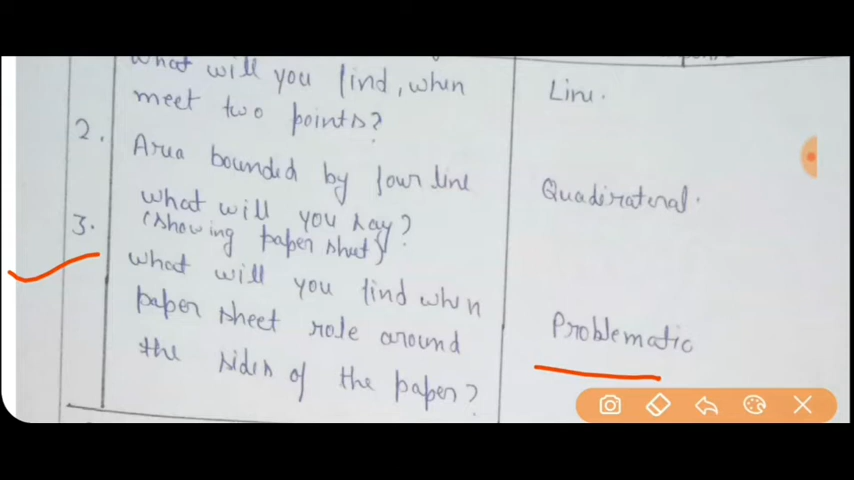 What will you find, when
meet two points?
Line.
2.
Area bounded by four line
what will you say?
(showing paper sheet)
Quadirateral.
3.
What will you find when
paper sheet role around
the sides of the paper?
Problematic